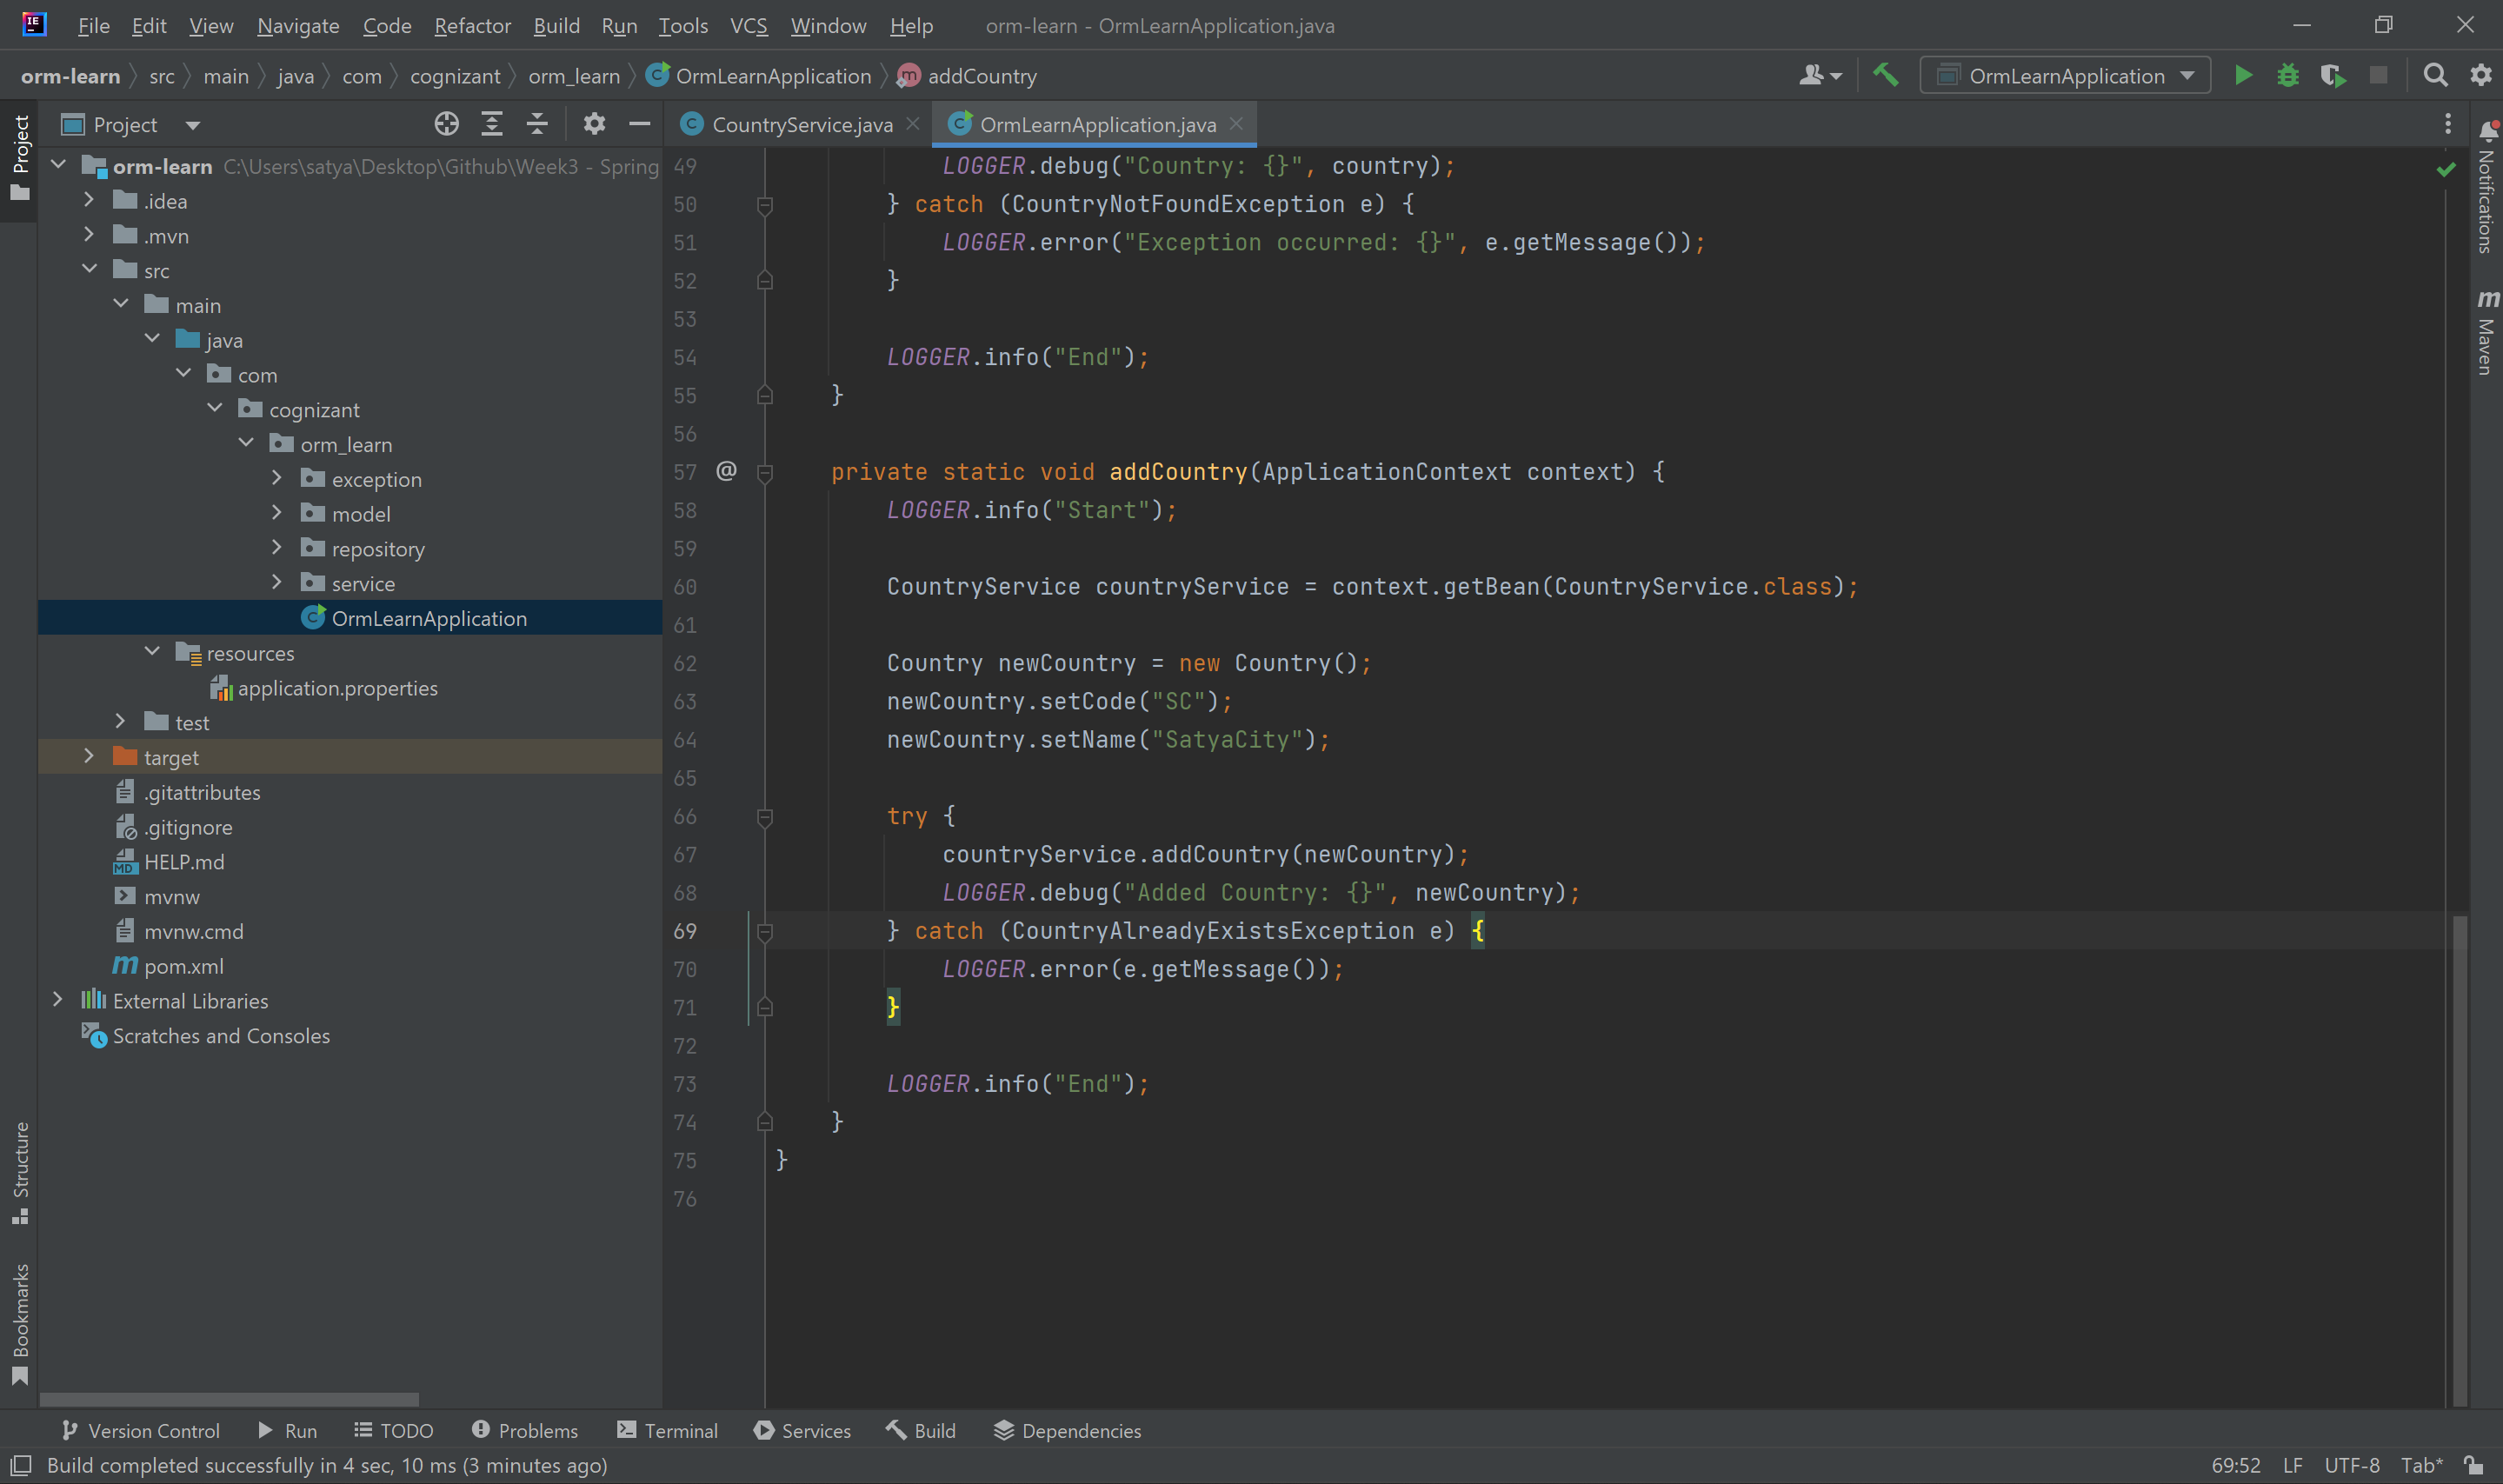 File Edit View Navigate Code Refactor Build Run Tools VCS Window Help orm-learn - OrmLearnApplication.java
orm-learn src main java com cognizant orm_learn OrmLearnApplication addCountry OrmLearnApplication
Project
Project
CountryService.java OrmLearnApplication.java
Notifications
Maven
Structure
Bookmarks
orm-learn C:\Users\satya\Desktop\Github\Week3 - Spring
.idea
.mvn
src
main
java
com
cognizant
orm_learn
exception
model
repository
service
OrmLearnApplication
resources
application.properties
test
target
.gitattributes
.gitignore
HELP.md
mvnw
mvnw.cmd
pom.xml
External Libraries
Scratches and Consoles
49 LOGGER.debug("Country: {}", country);
50 } catch (CountryNotFoundException e) {
51 LOGGER.error("Exception occurred: {}", e.getMessage());
52 }
53
54 LOGGER.info("End");
55 }
56
57 @ private static void addCountry(ApplicationContext context) {
58 LOGGER.info("Start");
59
60 CountryService countryService = context.getBean(CountryService.class);
61
62 Country newCountry = new Country();
63 newCountry.setCode("SC");
64 newCountry.setName("SatyaCity");
65
66 try {
67 countryService.addCountry(newCountry);
68 LOGGER.debug("Added Country: {}", newCountry);
69 } catch (CountryAlreadyExistsException e) {
70 LOGGER.error(e.getMessage());
71 }
72
73 LOGGER.info("End");
74 }
75 }
76
Version Control Run TODO Problems Terminal Services Build Dependencies
Build completed successfully in 4 sec, 10 ms (3 minutes ago) 69:52 LF UTF-8 Tab*